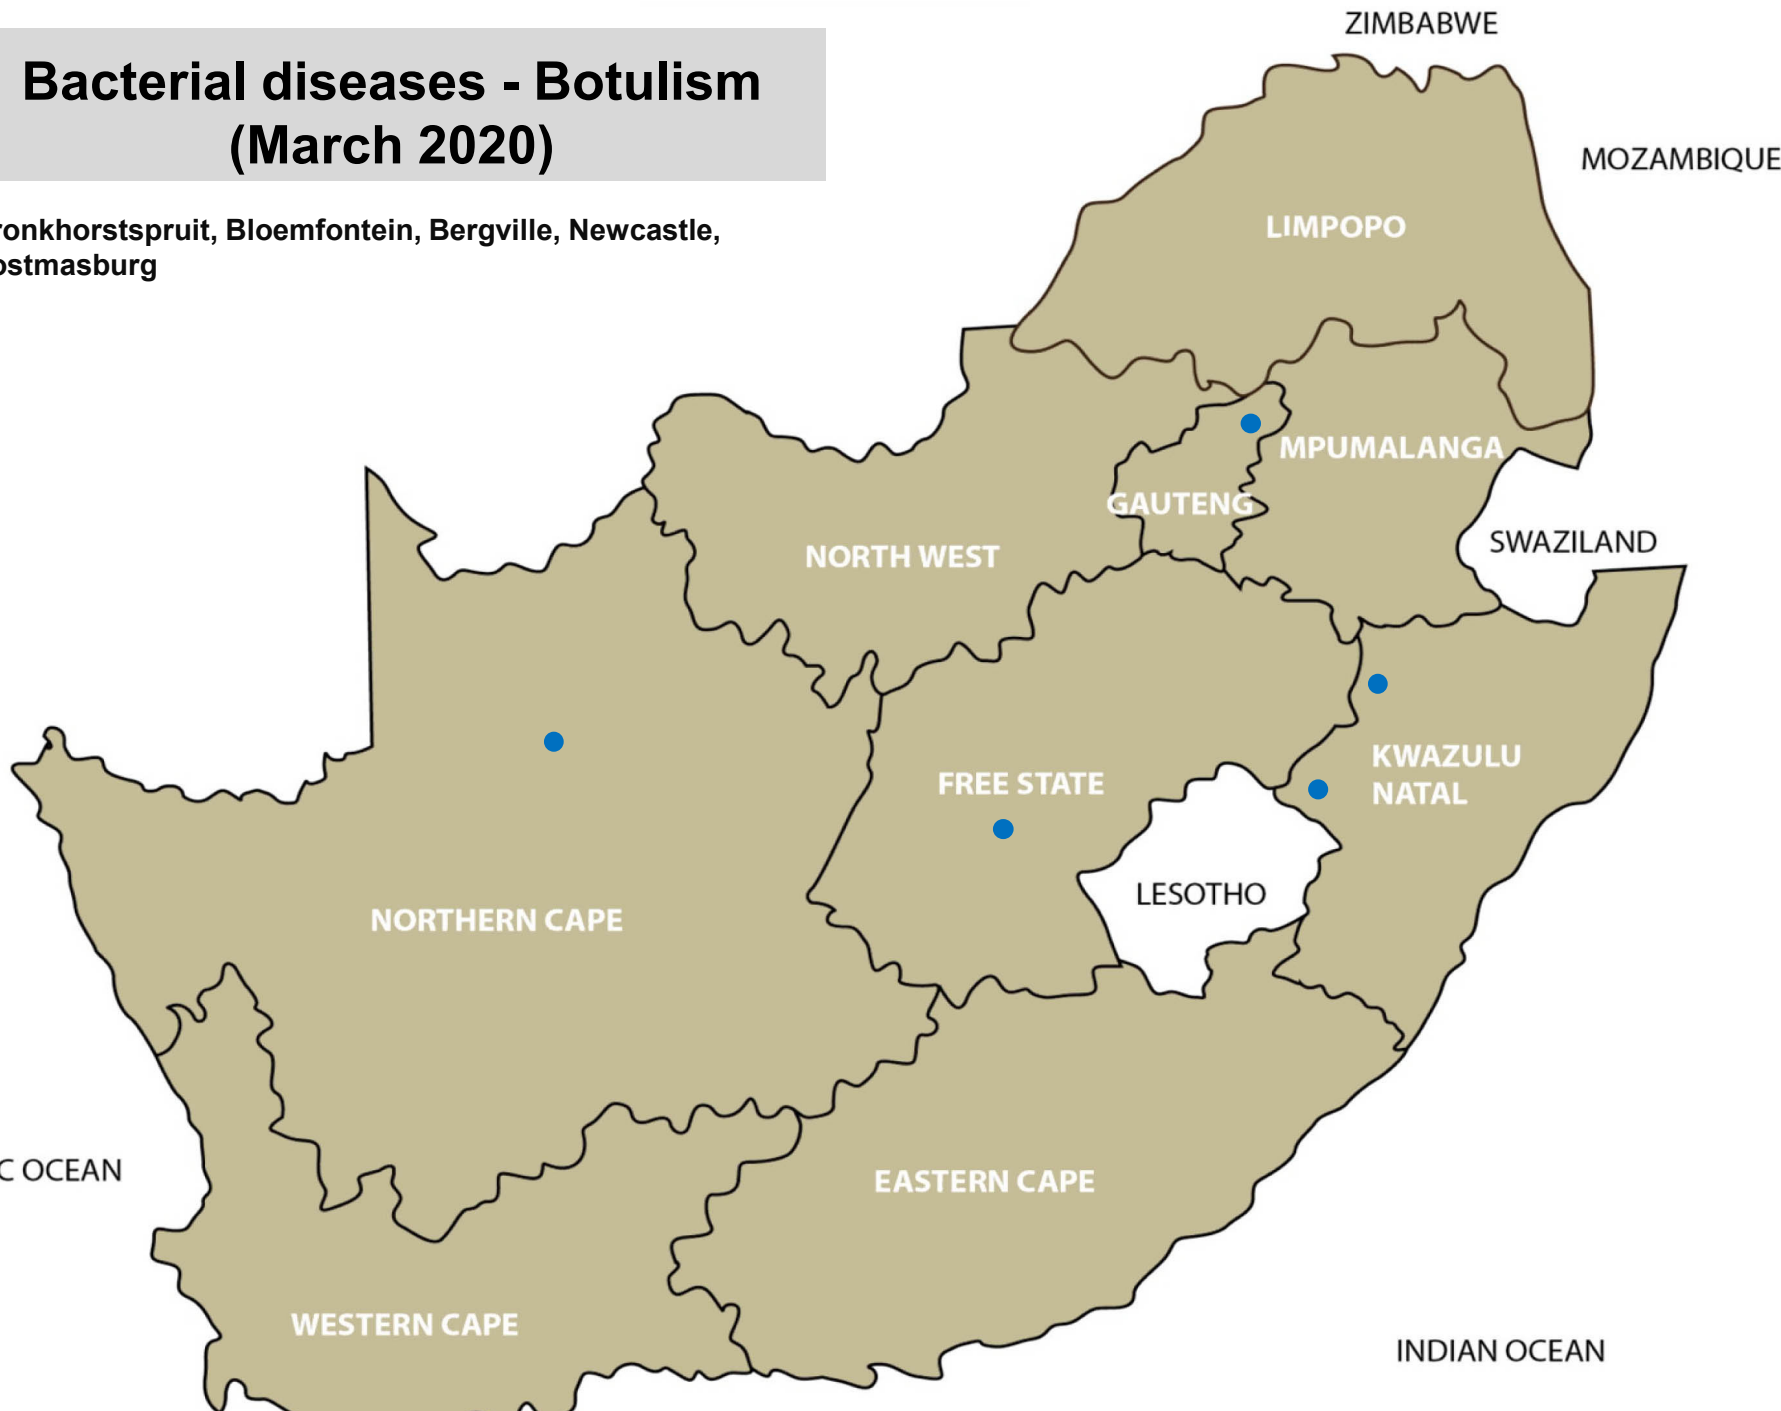 ZIMBABWE
Bacterial diseases - Botulism
(March 2020)
MOZAMBIQUE
ronkhorstspruit, Bloemfontein, Bergville, Newcastle,
ostmasburg
LIMPOPO
MPUMALANGA
GAUTENG
SWAZILAND
NORTH WEST
KWAZULU
NATAL
FREE STATE
LESOTHO
NORTHERN CAPE
C OCEAN
EASTERN CAPE
WESTERN CAPE
INDIAN OCEAN